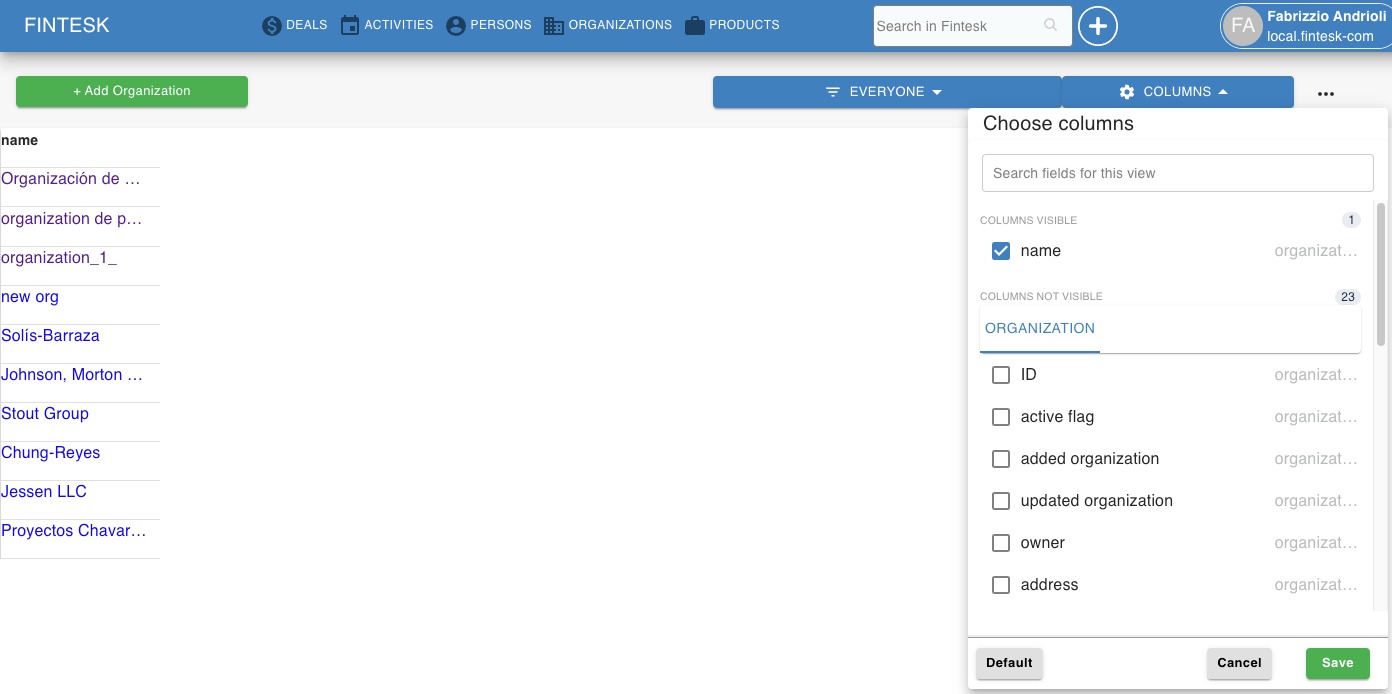 FINTESK
DEALS
ACTIVITIES
PERSONS
ORGANIZATIONS
PRODUCTS
Search in Fintesk
FA
Fabrizzio Andrioli
local.fintesk-com
+ Add Organization
EVERYONE
COLUMNS
...
name
Organización de ...
organization de p...
organization_1_
new org
Solís-Barraza
Johnson, Morton ...
Stout Group
Chung-Reyes
Jessen LLC
Proyectos Chavar...
Choose columns
Search fields for this view
COLUMNS VISIBLE 1
name organizat...
COLUMNS NOT VISIBLE 23
ORGANIZATION
ID organizat...
active flag organizat...
added organization organizat...
updated organization organizat...
owner organizat...
address organizat...
Default
Cancel
Save